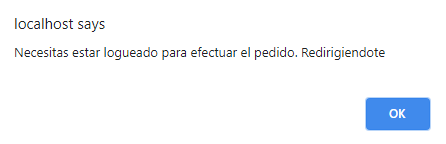 localhost says
Necesitas estar logueado para efectuar el pedido. Redirigiendote
OK